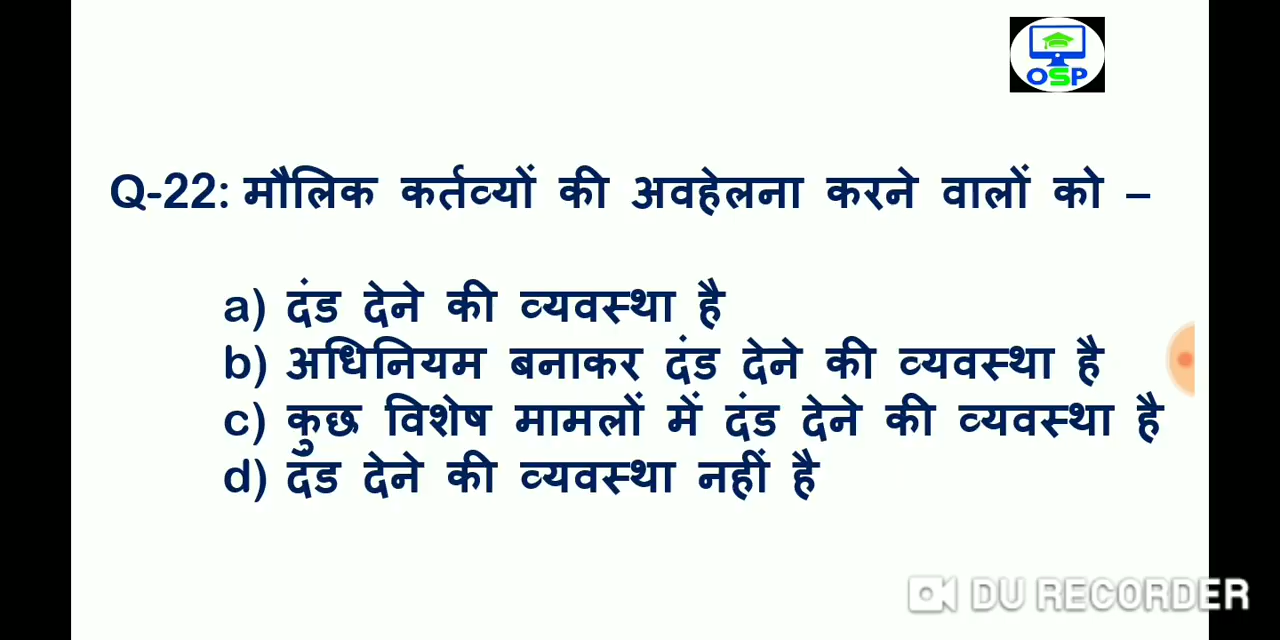 OSP
Q-22: मौलिक कर्तव्यों की अवहेलना करने वालों को –
a) दंड देने की व्यवस्था है
b) अधिनियम बनाकर दंड देने की व्यवस्था है
c) कुछ विशेष मामलों में दंड देने की व्यवस्था है
d) दंड देने की व्यवस्था नहीं है
DU RECORDER